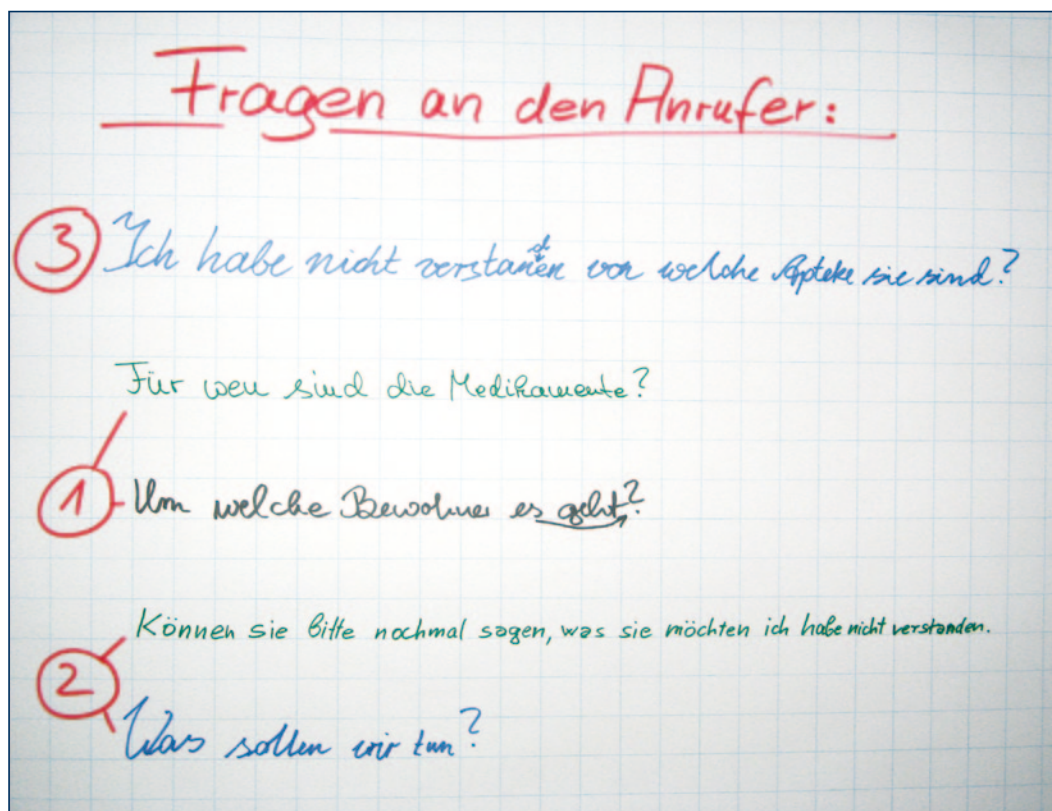 Fragen an den Anrufer:
③ Ich habe nicht verstanden von welche Apteke sie sind?
Für wen sind die Medikamente?
① Um welche Bewohner es geht?
Können sie bitte nochmal sagen, was sie möchten ich habe nicht verstanden.
②
Was sollen wir tun?